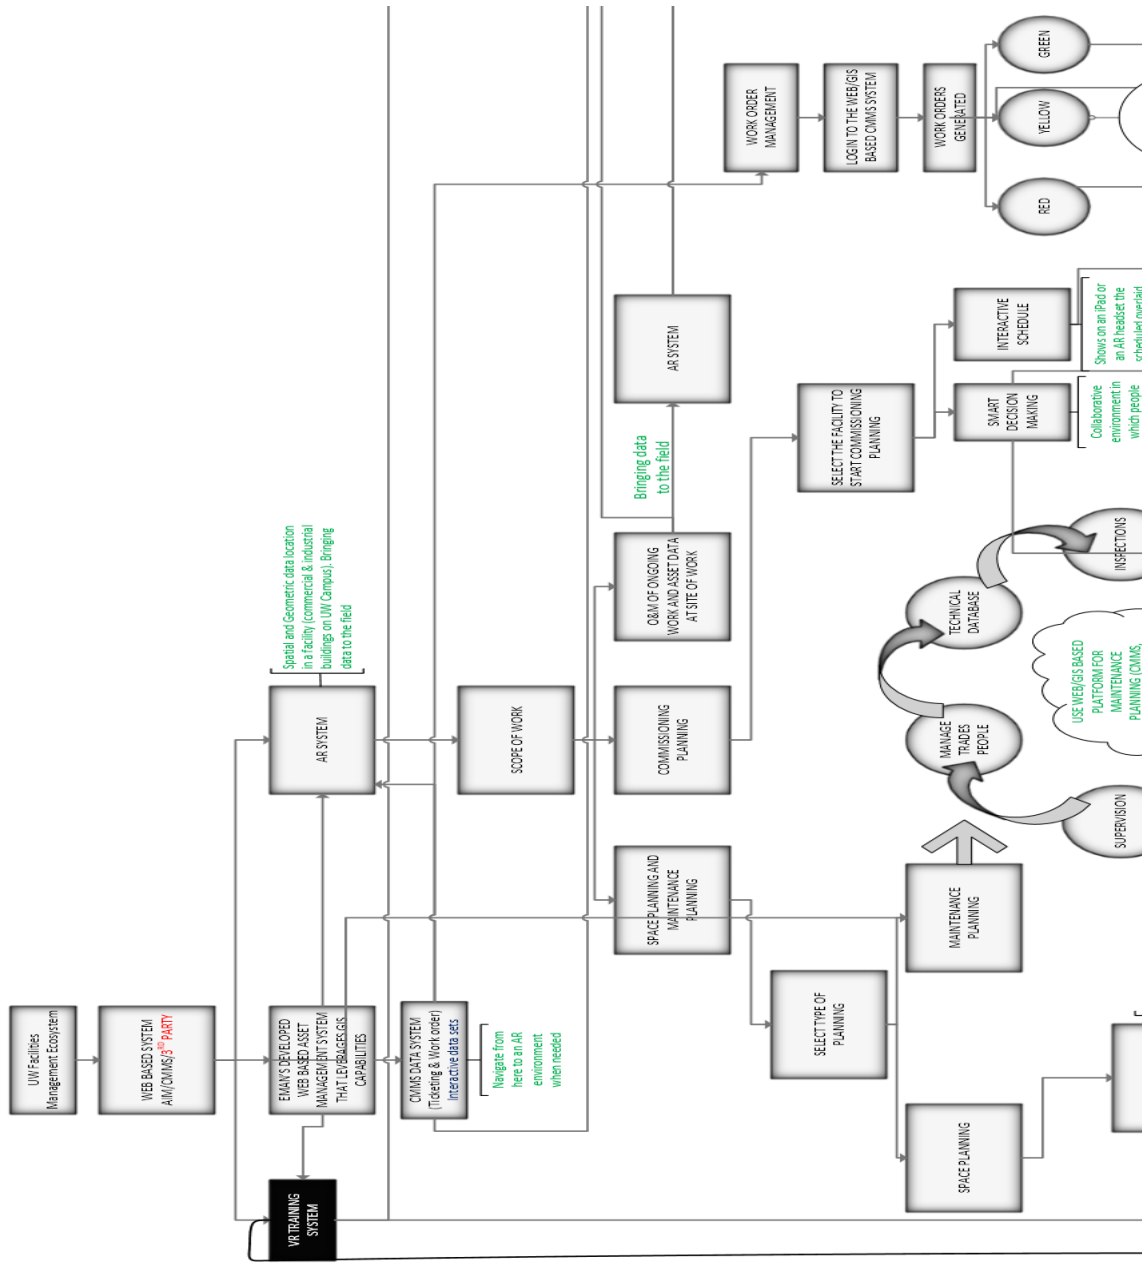 UW Facilities
Management Ecosystem
WEB BASED SYSTEM
AIM/CMMS/3RD PARTY
EMAN'S DEVELOPED
WEB BASED ASSET
MANAGEMENT SYSTEM
THAT LEVERAGES GIS
CAPABILITIES
VR TRAINING
SYSTEM
AR SYSTEM
Spatial and Geometric data location
in a facility (commercial & industrial
buildings on UW Campus). Bringing
data to the field
CMMS DATA SYSTEM
(Ticketing & Work order)
Interactive data sets
Navigate from
here to an AR
environment
when needed
SCOPE OF WORK
SPACE PLANNING AND
MAINTENANCE
PLANNING
COMMISSIONING
PLANNING
O&M OF ONGOING
WORK AND ASSET DATA
AT SITE OF WORK
Bringing data
to the field
AR SYSTEM
WORK ORDER
MANAGEMENT
LOGIN TO THE WEB/GIS
BASED CMMS SYSTEM
WORK ORDERS
GENERATED
RED
YELLOW
GREEN
SELECT TYPE OF
PLANNING
SELECT THE FACILITY TO
START COMMISSIONING
PLANNING
SPACE PLANNING
MAINTENANCE
PLANNING
SMART
DECISION
MAKING
INTERACTIVE
SCHEDULE
Collaborative
environment in
which people
Shows on an iPad or
an AR headset the
scheduled overlaid
SUPERVISION
MANAGE
TRADES
PEOPLE
TECHNICAL
DATABASE
INSPECTIONS
USE WEB/GIS BASED
PLATFORM FOR
MAINTENANCE
PLANNING (CMMS,